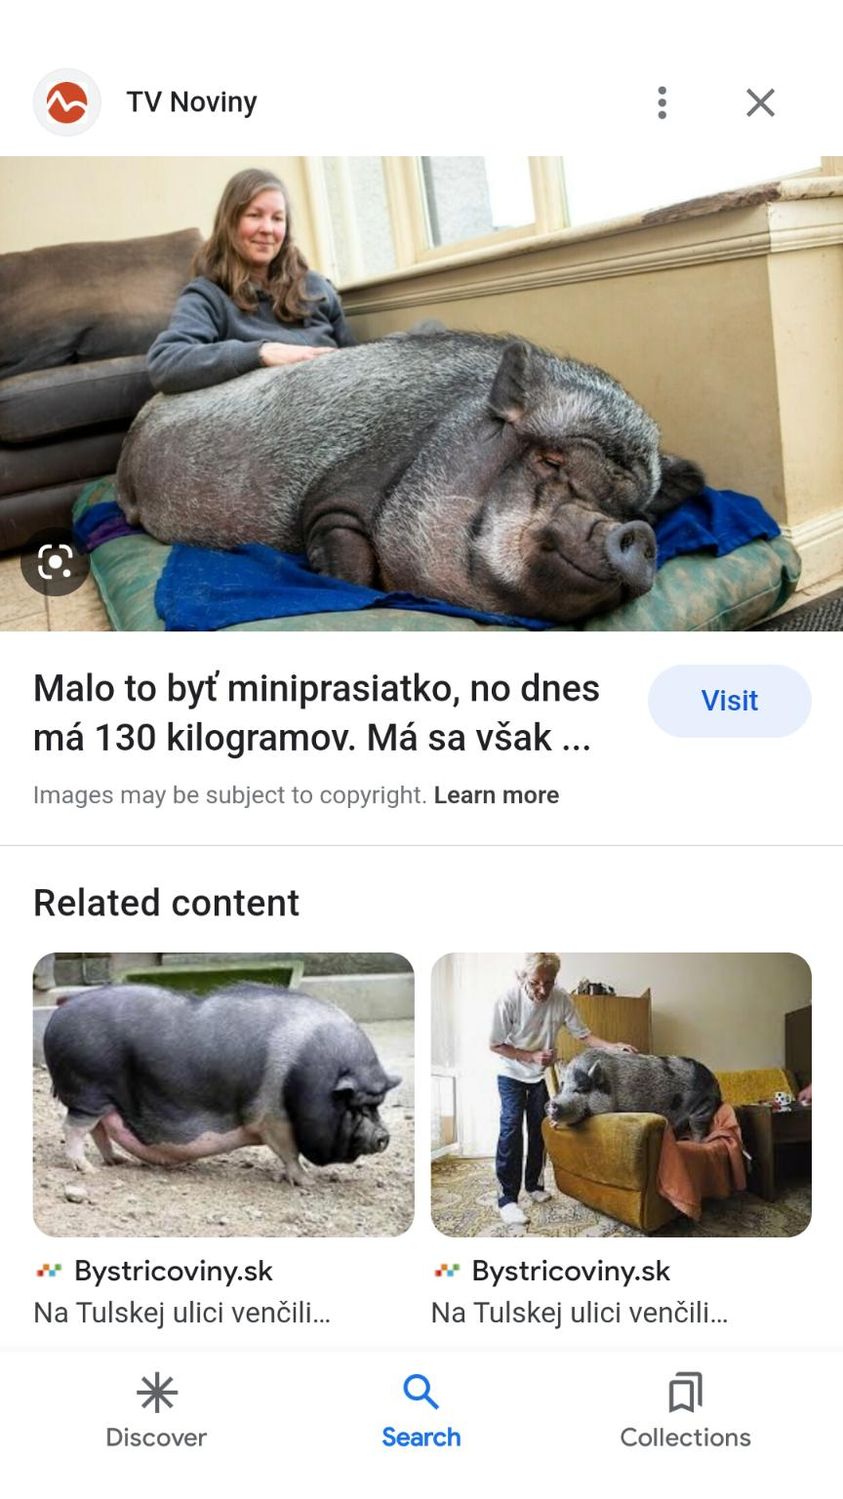 TV Noviny
Malo to byť miniprasiatko, no dnes
má 130 kilogramov. Má sa však ...
Visit
Images may be subject to copyright. Learn more
Related content
Bystricoviny.sk
Na Tulskej ulici venčili...
Bystricoviny.sk
Na Tulskej ulici venčili...
Discover
Search
Collections